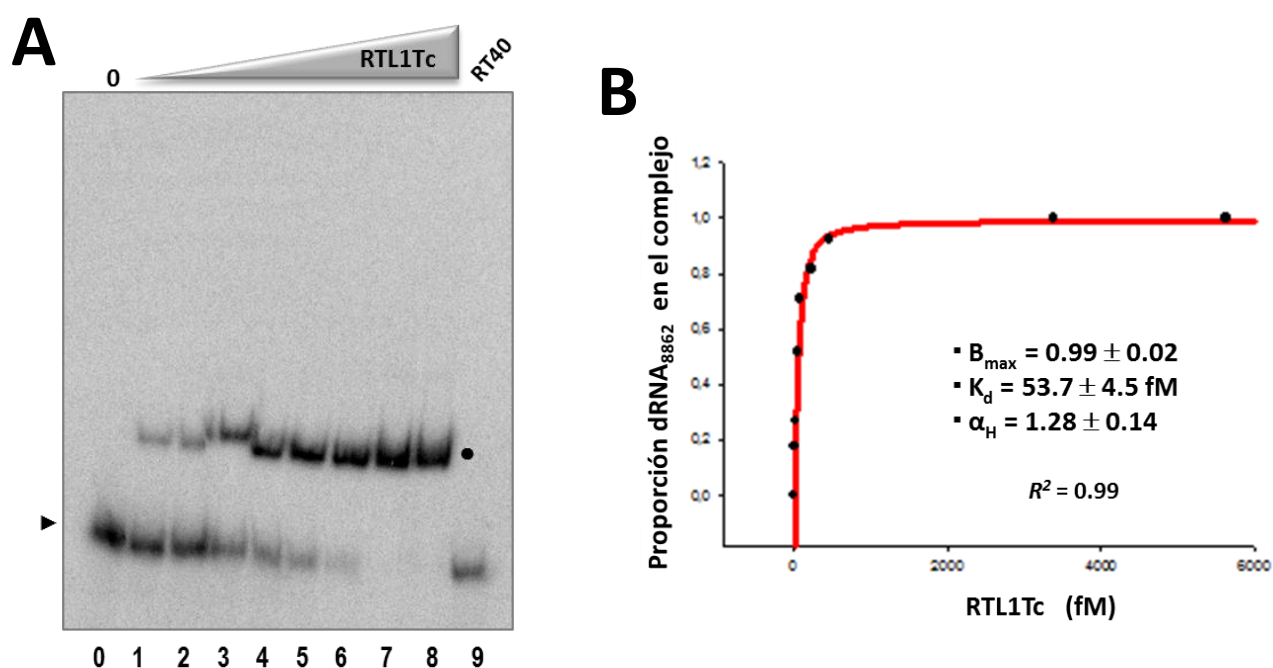 A
0
RTL1Tc
RT40
0 1 2 3 4 5 6 7 8 9
B
Proporción dRNA8862 en el complejo
1,2
1,0
0,8
0,6
0,4
0,2
0,0
▪ Bmax = 0.99 ± 0.02
▪ Kd = 53.7 ± 4.5 fM
▪ αH = 1.28 ± 0.14
R² = 0.99
0 2000 4000 6000
RTL1Tc (fM)